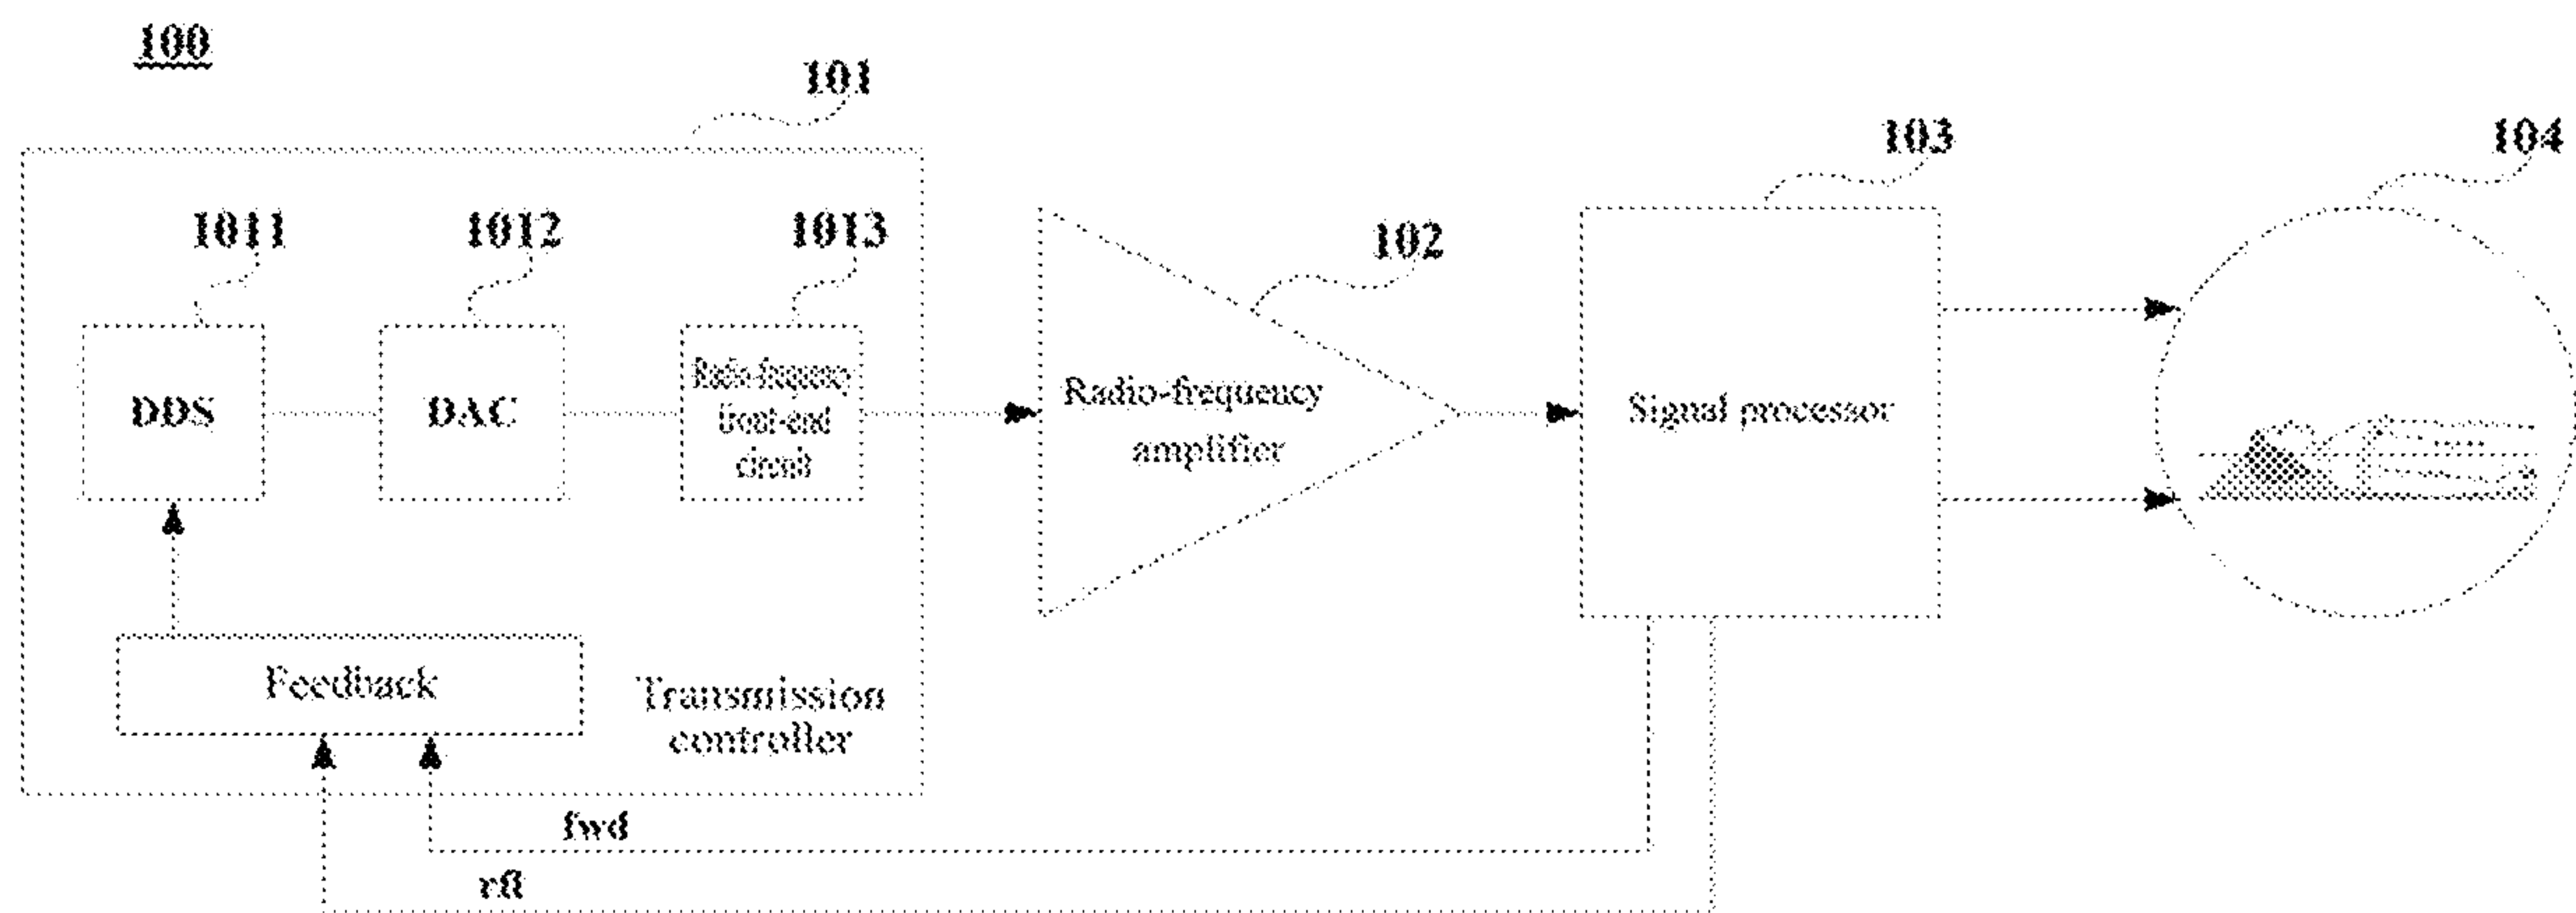 100
101
103
104
1011
1012
1013
102
DDS
DAC
Radio-frequency
front-end
circuit
Radio-frequency
amplifier
Signal processor
Feedback
Transmission
controller
fwd
rfl